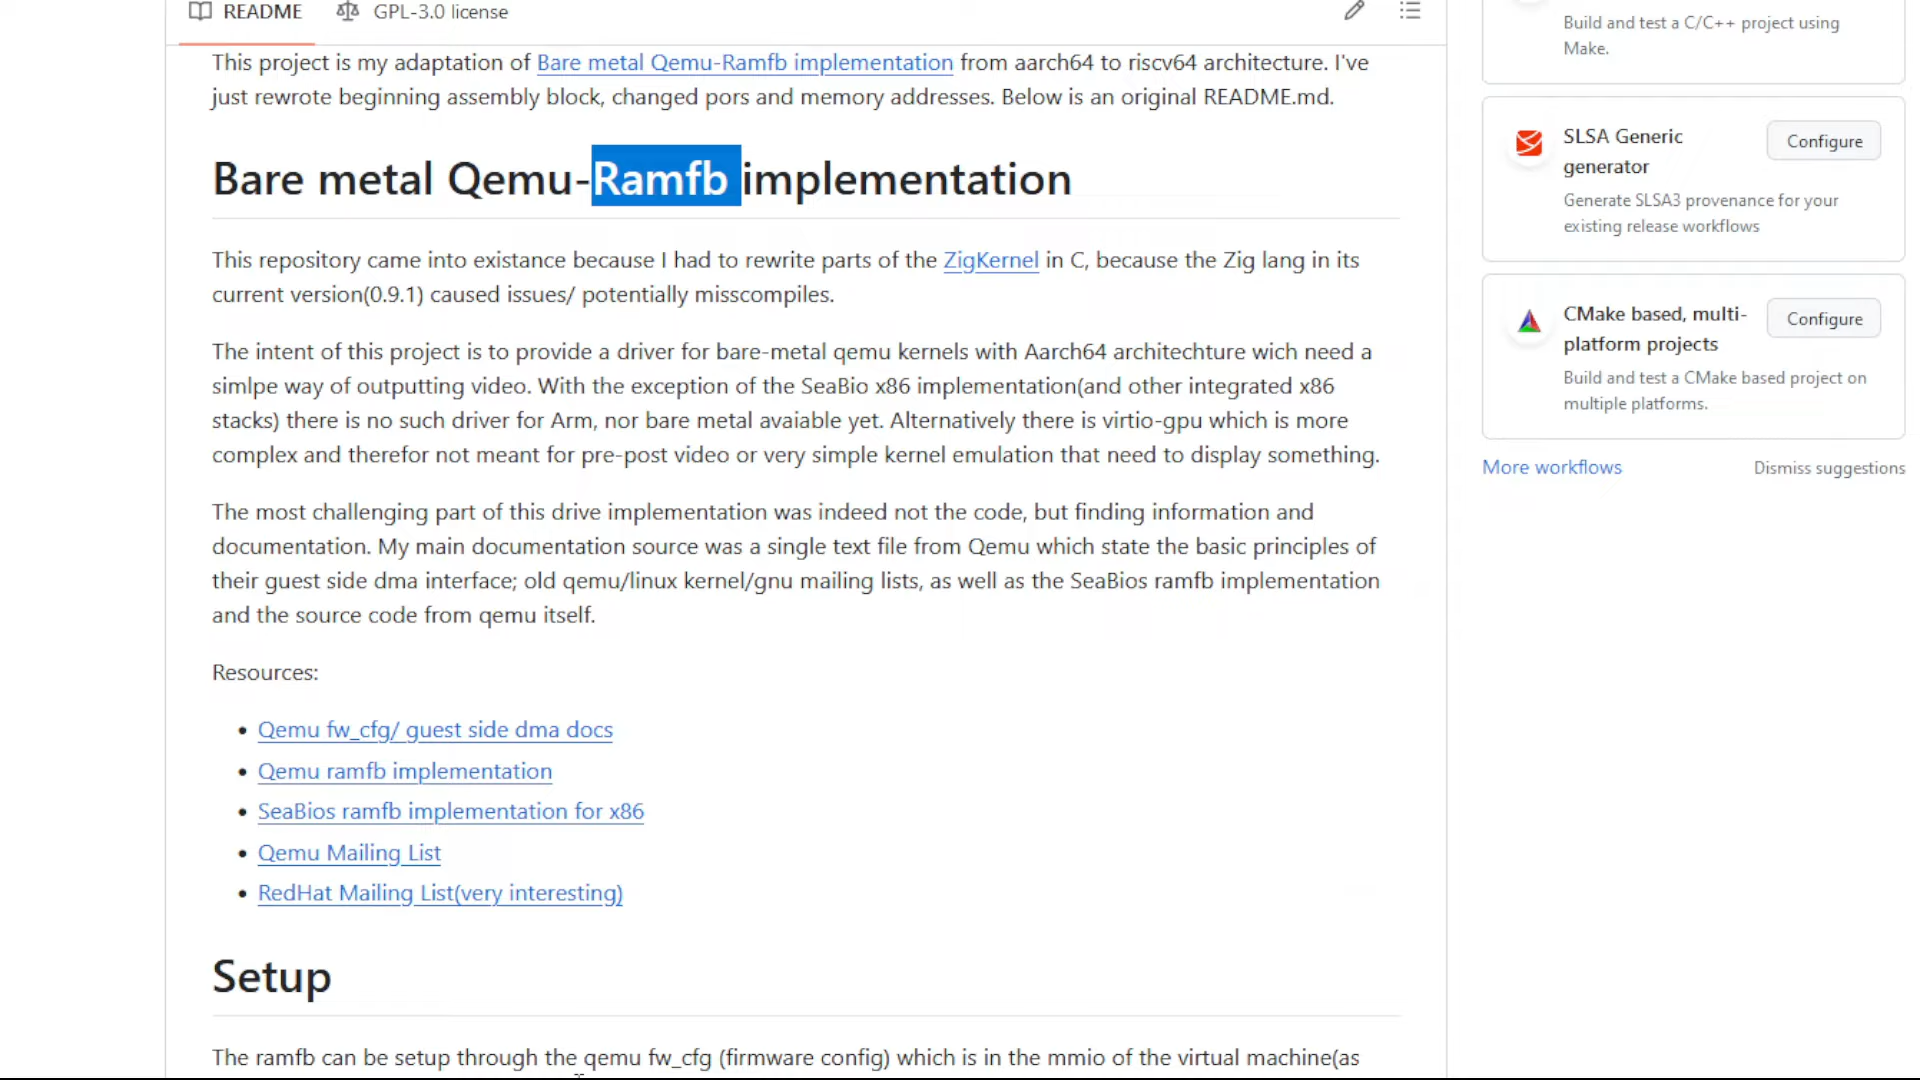 README
GPL-3.0 license
This project is my adaptation of Bare metal Qemu-Ramfb implementation from aarch64 to riscv64 architecture. I've
just rewrote beginning assembly block, changed pors and memory addresses. Below is an original README.md.
Bare metal Qemu-Ramfb implementation
This repository came into existance because I had to rewrite parts of the ZigKernel in C, because the Zig lang in its
current version(0.9.1) caused issues/ potentially misscompiles.
The intent of this project is to provide a driver for bare-metal qemu kernels with Aarch64 architechture wich need a
simlpe way of outputting video. With the exception of the SeaBio x86 implementation(and other integrated x86
stacks) there is no such driver for Arm, nor bare metal avaiable yet. Alternatively there is virtio-gpu which is more
complex and therefor not meant for pre-post video or very simple kernel emulation that need to display something.
The most challenging part of this drive implementation was indeed not the code, but finding information and
documentation. My main documentation source was a single text file from Qemu which state the basic principles of
their guest side dma interface; old qemu/linux kernel/gnu mailing lists, as well as the SeaBios ramfb implementation
and the source code from qemu itself.
Resources:
• Qemu fw_cfg/ guest side dma docs
• Qemu ramfb implementation
• SeaBios ramfb implementation for x86
• Qemu Mailing List
• RedHat Mailing List(very interesting)
Setup
The ramfb can be setup through the qemu fw_cfg (firmware config) which is in the mmio of the virtual machine(as
Build and test a C/C++ project using
Make.
SLSA Generic
generator
Configure
Generate SLSA3 provenance for your
existing release workflows
CMake based, multi-
platform projects
Configure
Build and test a CMake based project on
multiple platforms.
More workflows
Dismiss suggestions